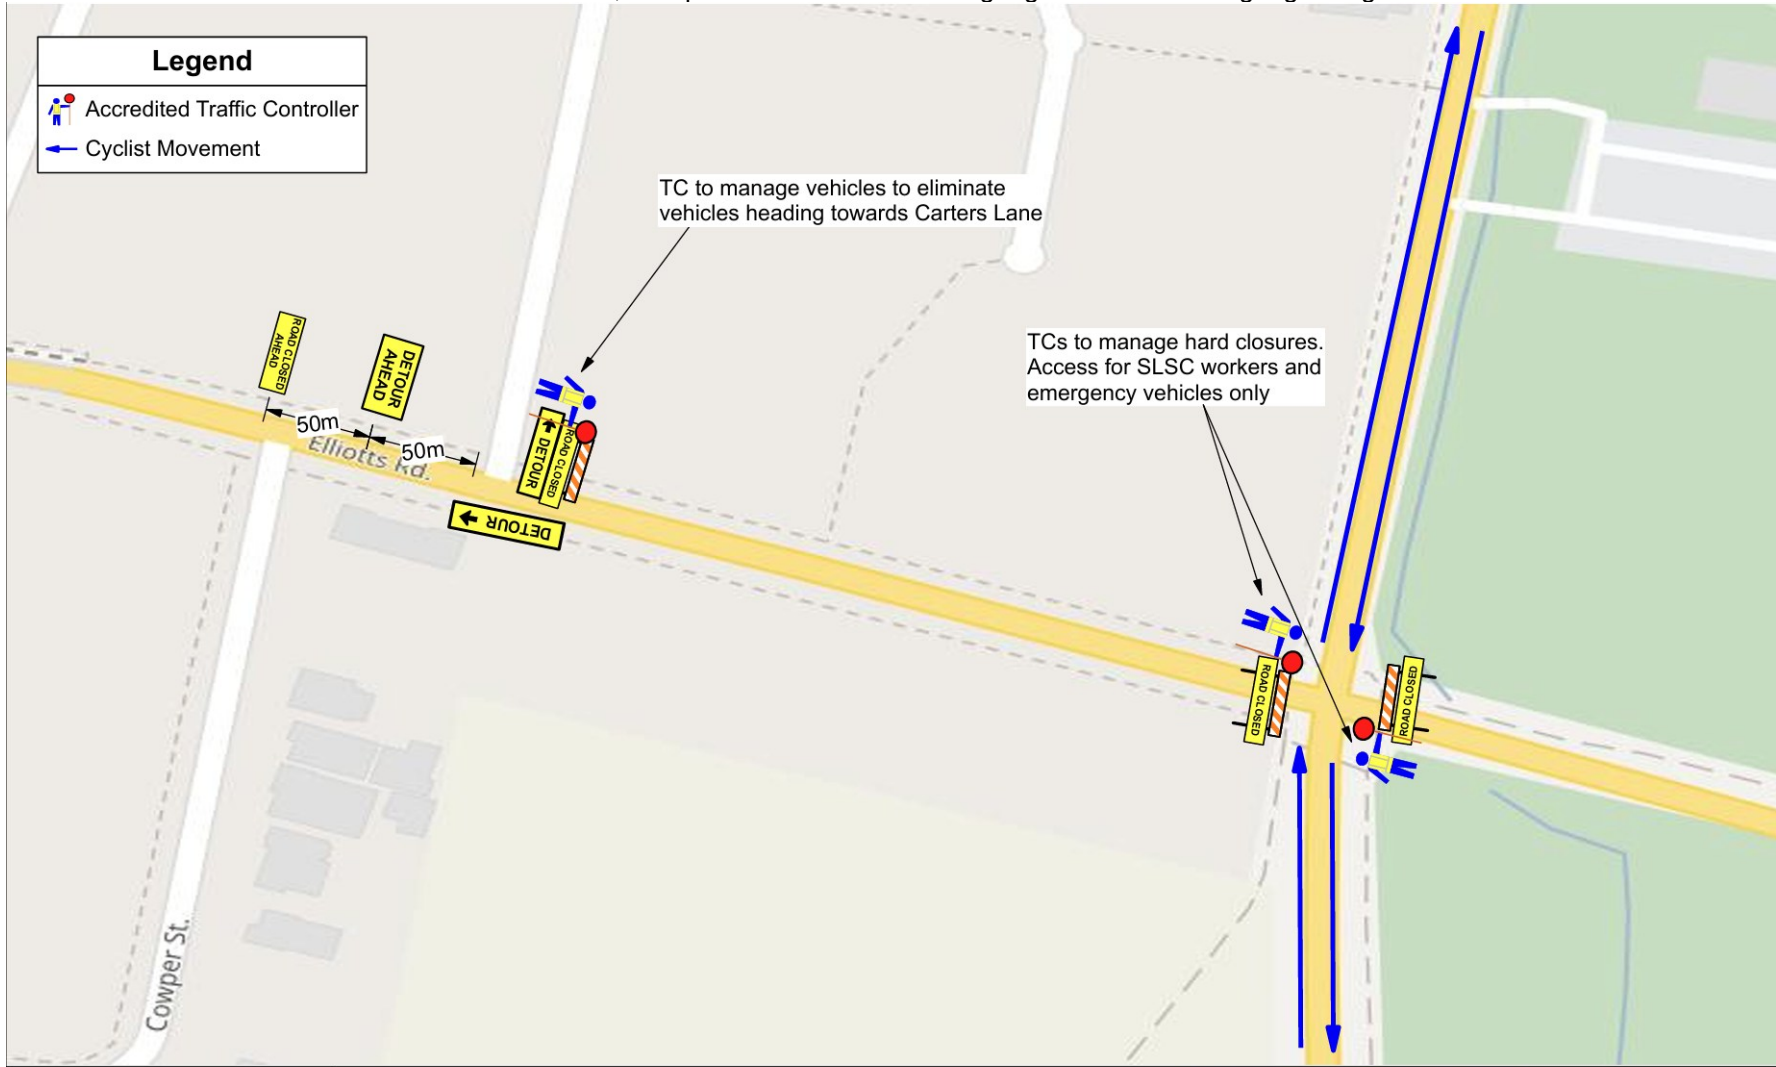 Legend
Accredited Traffic Controller
Cyclist Movement
TC to manage vehicles to eliminate
vehicles heading towards Carters Lane
TCs to manage hard closures.
Access for SLSC workers and
emergency vehicles only
ROAD CLOSED
AHEAD
DETOUR
AHEAD
50m
50m
Elliotts Rd.
DETOUR
ROAD CLOSED
DETOUR
ROAD CLOSED
ROAD CLOSED
Cowper St.